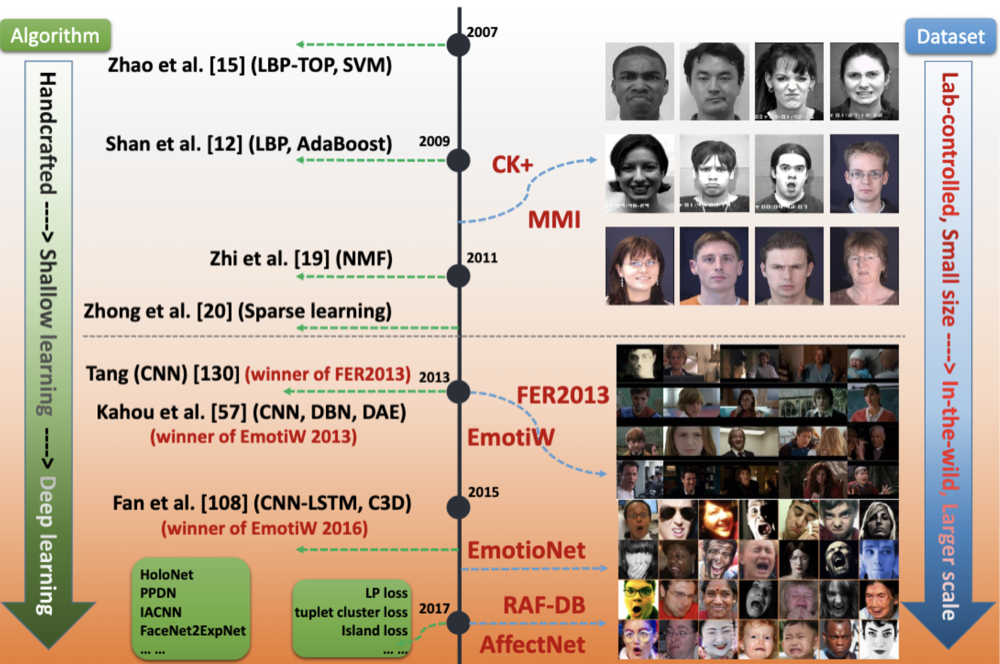 Algorithm
Dataset
2007
Zhao et al. [15] (LBP-TOP, SVM)
Shan et al. [12] (LBP, AdaBoost)
2009
CK+
MMI
Zhi et al. [19] (NMF)
2011
Zhong et al. [20] (Sparse learning)
Tang (CNN) [130] (winner of FER2013)
2013
FER2013
Kahou et al. [57] (CNN, DBN, DAE)
(winner of EmotiW 2013)
EmotiW
Fan et al. [108] (CNN-LSTM, C3D)
2015
(winner of EmotiW 2016)
EmotioNet
HoloNet
PPDN
IACNN
FaceNet2ExpNet
... ...
LP loss
tuplet cluster loss
Island loss
... ...
2017
RAF-DB
AffectNet
Handcrafted ----> Shallow learning ----> Deep learning
Lab-controlled, Small size ----> In-the-wild, Larger scale